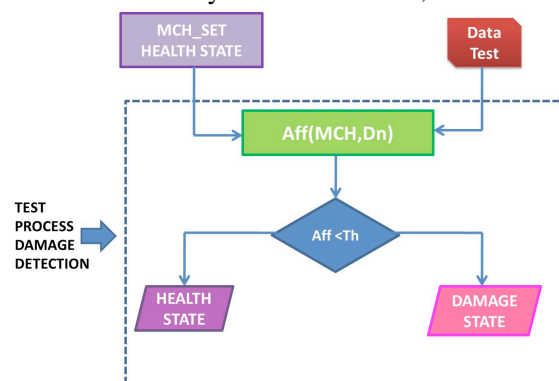 MCH_SET
HEALTH STATE
Data
Test
Aff(MCH,Dn)
TEST
PROCESS
DAMAGE
DETECTION
Aff <Th
HEALTH
STATE
DAMAGE
STATE